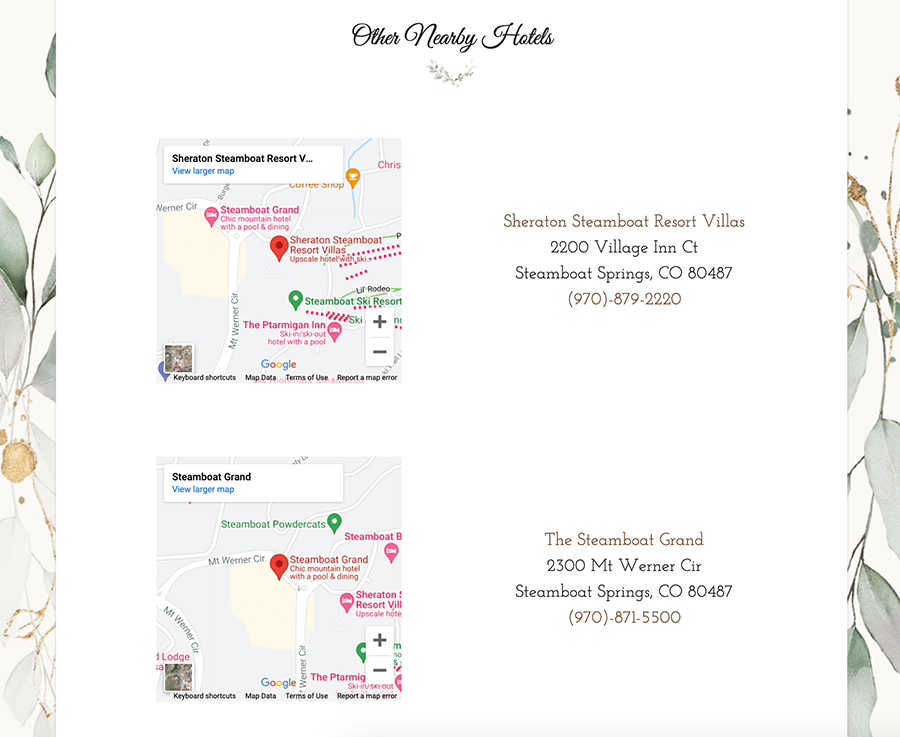 Other Nearby Hotels
Sheraton Steamboat Resort V...
View larger map
Chris
Coffee Shop
Werner Cir
Steamboat Grand
Chic mountain hotel
with a pool & dining
Sheraton Steamboat
Resort Villas
Upscale hotel with ski...
Lil' Rodeo
Steamboat Ski Resort
Ski
Mt Werner Cir
The Ptarmigan Inn
Ski-in/ski-out
hotel with a pool
+
−
Google
Keyboard shortcuts Map Data Terms of Use Report a map error
Sheraton Steamboat Resort Villas
2200 Village Inn Ct
Steamboat Springs, CO 80487
(970)-879-2220
Steamboat Grand
View larger map
Steamboat Powdercats
Steamboat B
Mt Werner Cir
Steamboat Grand
Chic mountain hotel
with a pool & dining
Sheraton S
Resort Vill
Upscale hote
Mt Werner Cir
d Lodge
Mt Werner Cir
The Ptarmig
Ski-in/ski-out
+
−
Google
Keyboard shortcuts Map Data Terms of Use Report a map error
The Steamboat Grand
2300 Mt Werner Cir
Steamboat Springs, CO 80487
(970)-871-5500